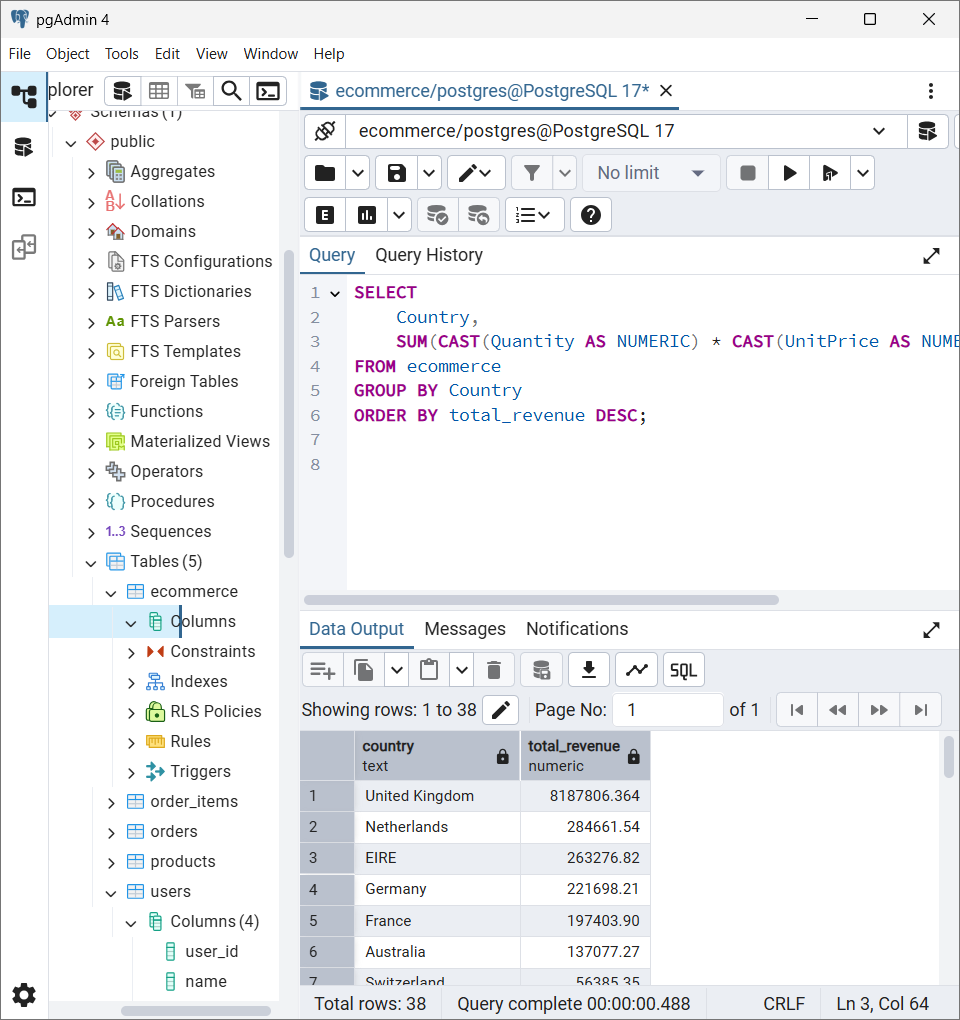 pgAdmin 4
File Object Tools Edit View Window Help
plorer
ecommerce/postgres@PostgreSQL 17*
Schemas (1)
public
Aggregates
Collations
Domains
FTS Configurations
FTS Dictionaries
Aa FTS Parsers
FTS Templates
Foreign Tables
Functions
Materialized Views
Operators
Procedures
1..3 Sequences
Tables (5)
ecommerce
Columns
Constraints
Indexes
RLS Policies
Rules
Triggers
order_items
orders
products
users
Columns (4)
user_id
name
ecommerce/postgres@PostgreSQL 17
No limit
E
Query Query History
1 SELECT
2 Country,
3 SUM(CAST(Quantity AS NUMERIC) * CAST(UnitPrice AS NUME
4 FROM ecommerce
5 GROUP BY Country
6 ORDER BY total_revenue DESC;
7
8
Data Output Messages Notifications
SQL
Showing rows: 1 to 38 Page No: 1 of 1
country total_revenue
text numeric
1 United Kingdom 8187806.364
2 Netherlands 284661.54
3 EIRE 263276.82
4 Germany 221698.21
5 France 197403.90
6 Australia 137077.27
7 Switzerland 56385.35
Total rows: 38 Query complete 00:00:00.488 CRLF Ln 3, Col 64